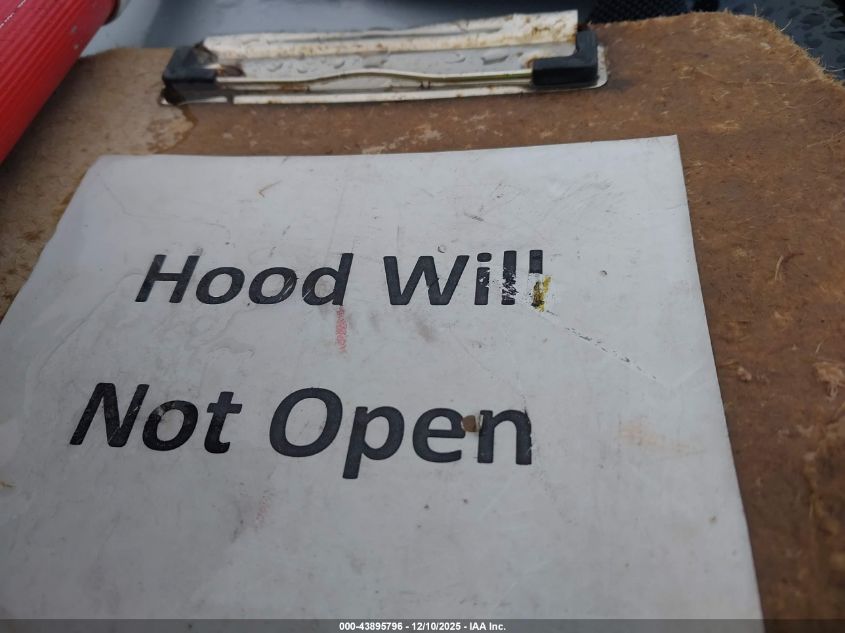 Hood Will
Not Open
000-43895796 - 12/10/2025 - IAA Inc.